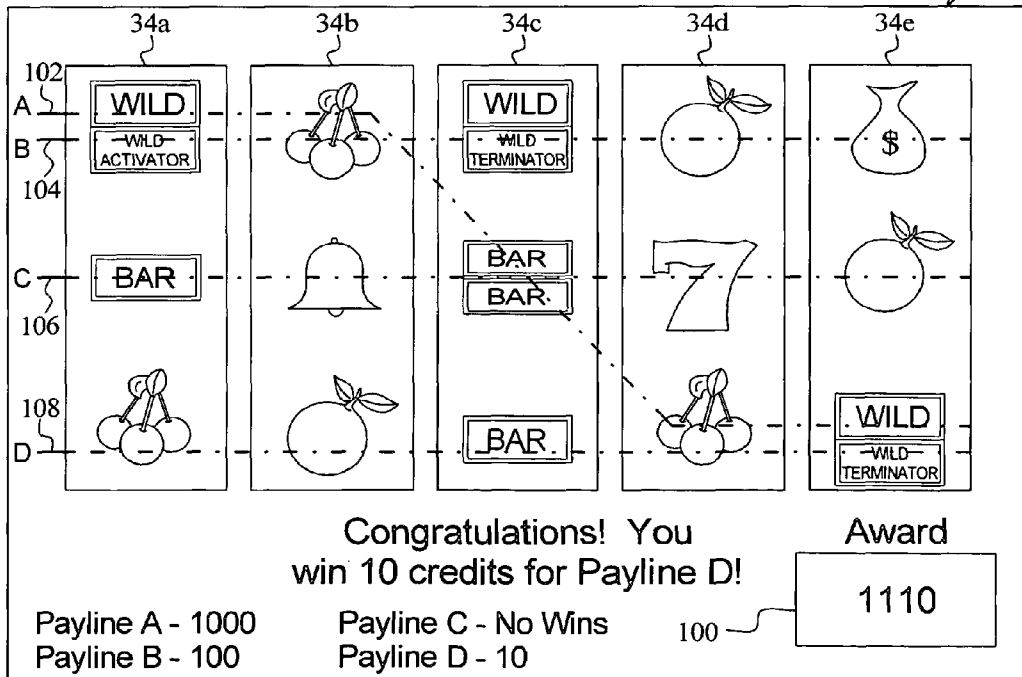 34a 34b 34c 34d 34e
102
A WILD WILD
B WILD ACTIVATOR WILD TERMINATOR $
104
BAR
C BAR 7
BAR
106
108
WILD
D BAR WILD TERMINATOR
Congratulations! You
win 10 credits for Payline D!
Award
1110
100
Payline A - 1000 Payline C - No Wins
Payline B - 100 Payline D - 10